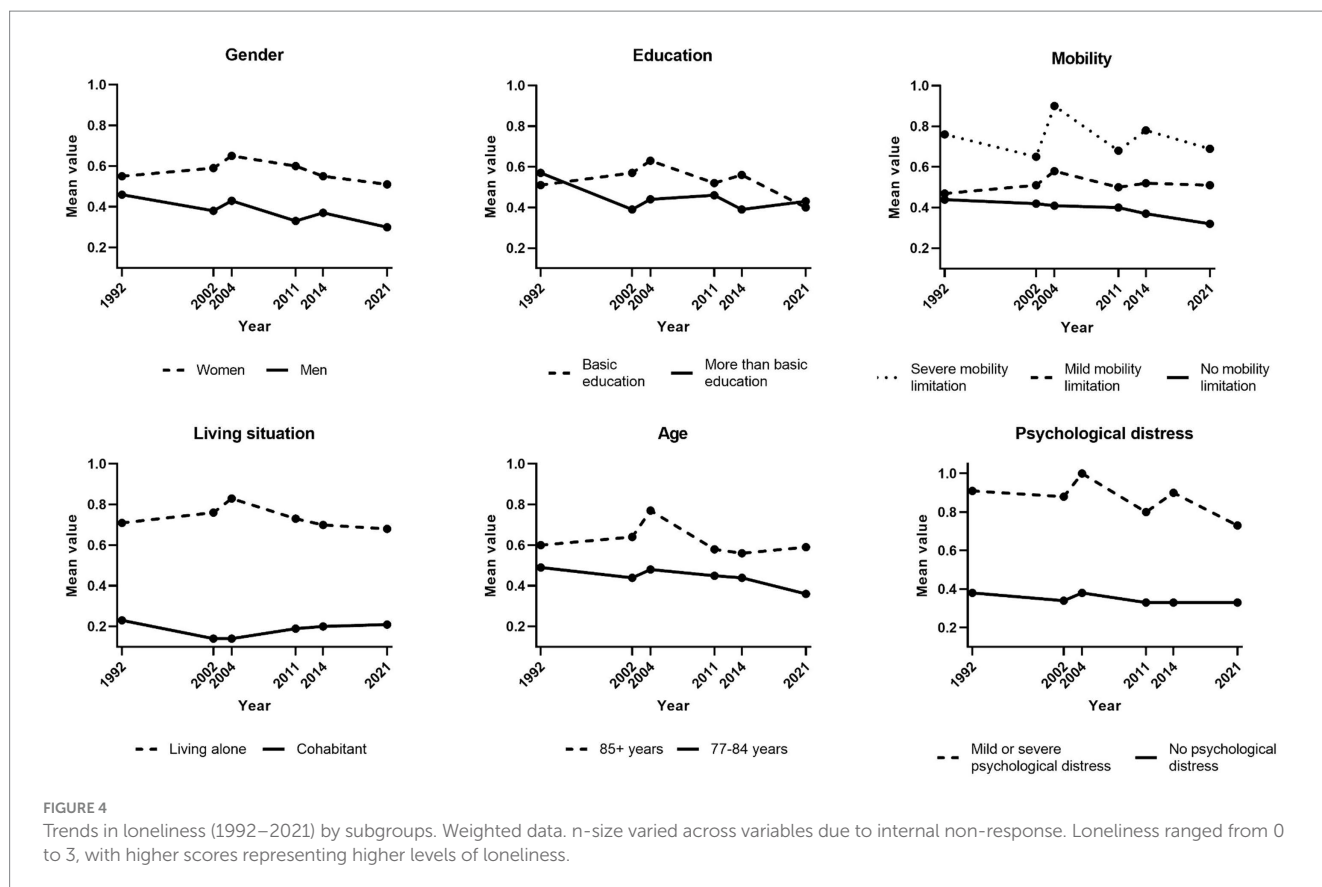 Gender
1.0
0.8
0.6
0.4
0.2
Mean value
1992
2002
2004
2011
2014
2021
Year
Women
Men
Education
1.0
0.8
0.6
0.4
0.2
Mean value
1992
2002
2004
2011
2014
2021
Year
Basic
education
More than basic
education
Mobility
1.0
0.8
0.6
0.4
0.2
Mean value
1992
2002
2004
2011
2014
2021
Year
Severe mobility
limitation
Mild mobility
limitation
No mobility
limitation
Living situation
1.0
0.8
0.6
0.4
0.2
Mean value
1992
2002
2004
2011
2014
2021
Year
Living alone
Cohabitant
Age
1.0
0.8
0.6
0.4
0.2
Mean value
1992
2002
2004
2011
2014
2021
Year
85+ years
77-84 years
Psychological distress
1.0
0.8
0.6
0.4
0.2
Mean value
1992
2002
2004
2011
2014
2021
Year
Mild or severe
psychological distress
No psychological
distress
FIGURE 4
Trends in loneliness (1992–2021) by subgroups. Weighted data. n-size varied across variables due to internal non-response. Loneliness ranged from 0
to 3, with higher scores representing higher levels of loneliness.